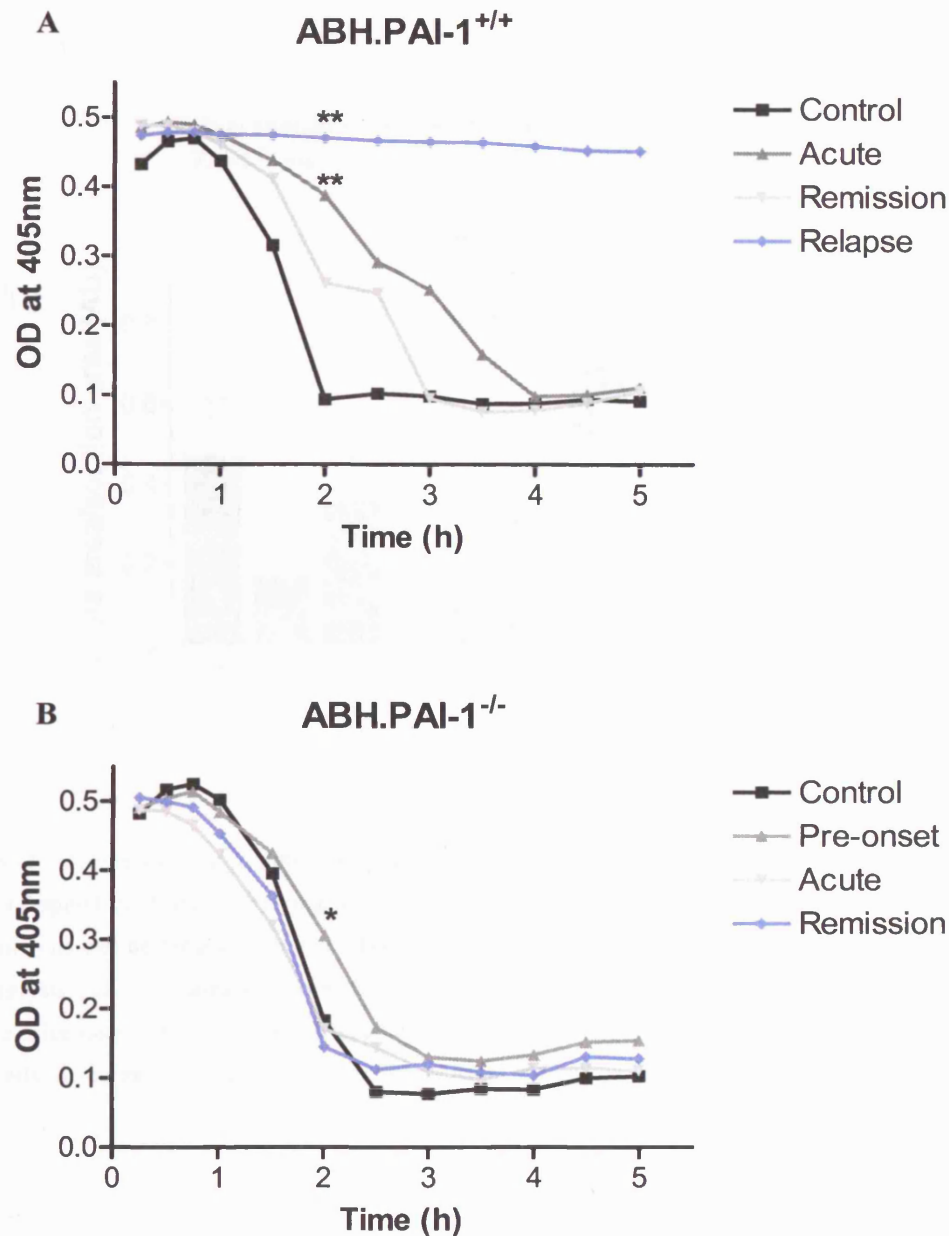 A
ABH.PAI-1+/+
OD at 405nm
0.5
0.4
0.3
0.2
0.1
0.0
**
**
0 1 2 3 4 5
Time (h)
Control
Acute
Remission
Relapse
B
ABH.PAI-1-/-
OD at 405nm
0.5
0.4
0.3
0.2
0.1
0.0
*
0 1 2 3 4 5
Time (h)
Control
Pre-onset
Acute
Remission